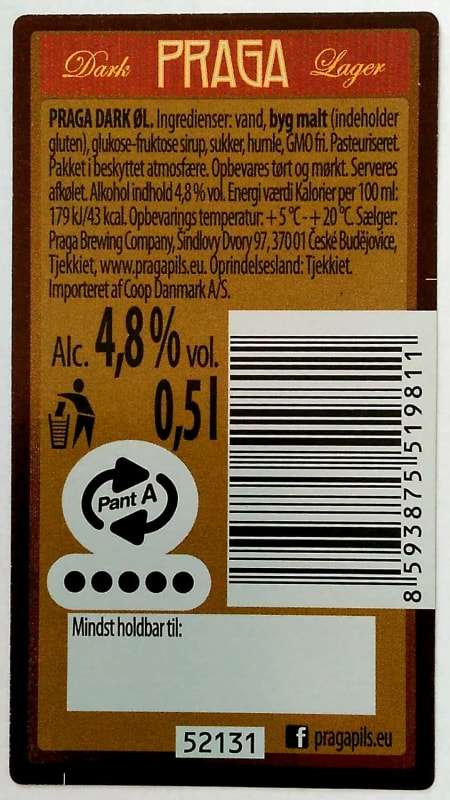 Dark PRAGA Lager
PRAGA DARK ØL. Ingredienser: vand, byg malt (indeholder
gluten), glukose-fruktose sirup, sukker, humle, GMO fri. Pasteuriseret.
Pakket i beskyttet atmosfære. Opbevares tørt og mørkt. Serveres
afkølet. Alkohol indhold 4,8 % vol. Energi værdi Kalorier per 100 ml:
179 kJ/43 kcal. Opbevarings temperatur: + 5 °C - + 20 °C. Sælger:
Praga Brewing Company, Šindlovy Dvory 97, 370 01 České Budějovice,
Tjekkiet, www.pragapils.eu. Oprindelsesland: Tjekkiet.
Importeret af Coop Danmark A/S.
Alc. 4,8% vol.
0,5 l
Pant A
8 593875 519811
Mindst holdbar til:
52131
f pragapils.eu